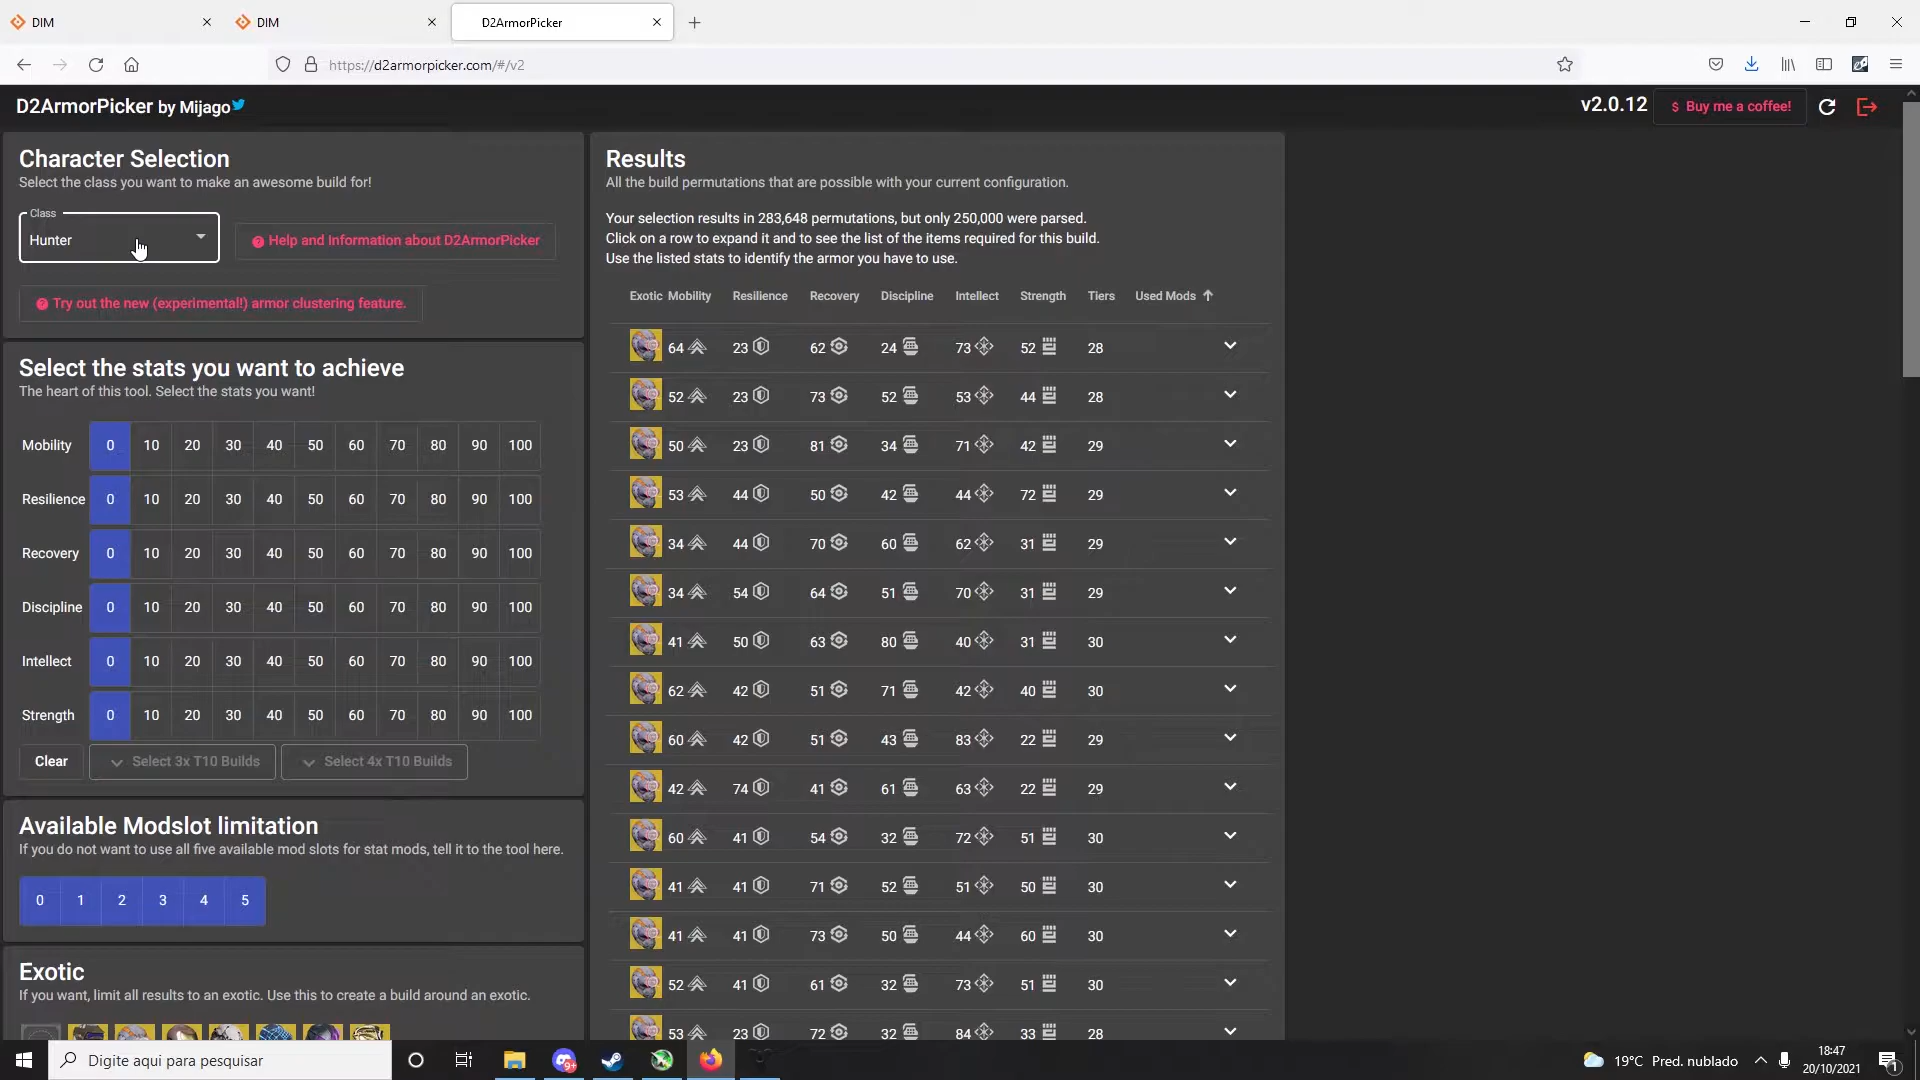 DIM
DIM
D2ArmorPicker
https://d2armorpicker.com/#/v2
D2ArmorPicker by Mijago
v2.0.12
$ Buy me a coffee!
Character Selection
Select the class you want to make an awesome build for!
Class
Hunter
Help and Information about D2ArmorPicker
Try out the new (experimental!) armor clustering feature.
Select the stats you want to achieve
The heart of this tool. Select the stats you want!
Mobility 0 10 20 30 40 50 60 70 80 90 100
Resilience 0 10 20 30 40 50 60 70 80 90 100
Recovery 0 10 20 30 40 50 60 70 80 90 100
Discipline 0 10 20 30 40 50 60 70 80 90 100
Intellect 0 10 20 30 40 50 60 70 80 90 100
Strength 0 10 20 30 40 50 60 70 80 90 100
Clear Select 3x T10 Builds Select 4x T10 Builds
Available Modslot limitation
If you do not want to use all five available mod slots for stat mods, tell it to the tool here.
0 1 2 3 4 5
Exotic
If you want, limit all results to an exotic. Use this to create a build around an exotic.
Results
All the build permutations that are possible with your current configuration.
Your selection results in 283,648 permutations, but only 250,000 were parsed.
Click on a row to expand it and to see the list of the items required for this build.
Use the listed stats to identify the armor you have to use.
Exotic Mobility Resilience Recovery Discipline Intellect Strength Tiers Used Mods
64 23 62 24 73 52 28
52 23 73 52 53 44 28
50 23 81 34 71 42 29
53 44 50 42 44 72 29
34 44 70 60 62 31 29
34 54 64 51 70 31 29
41 50 63 80 40 31 30
62 42 51 71 42 40 30
60 42 51 43 83 22 29
42 74 41 61 63 22 29
60 41 54 32 72 51 30
41 41 71 52 51 50 30
41 41 73 50 44 60 30
52 41 61 32 73 51 30
53 23 72 32 84 33 28
Digite aqui para pesquisar
9+
19°C Pred. nublado
18:47
20/10/2021
1